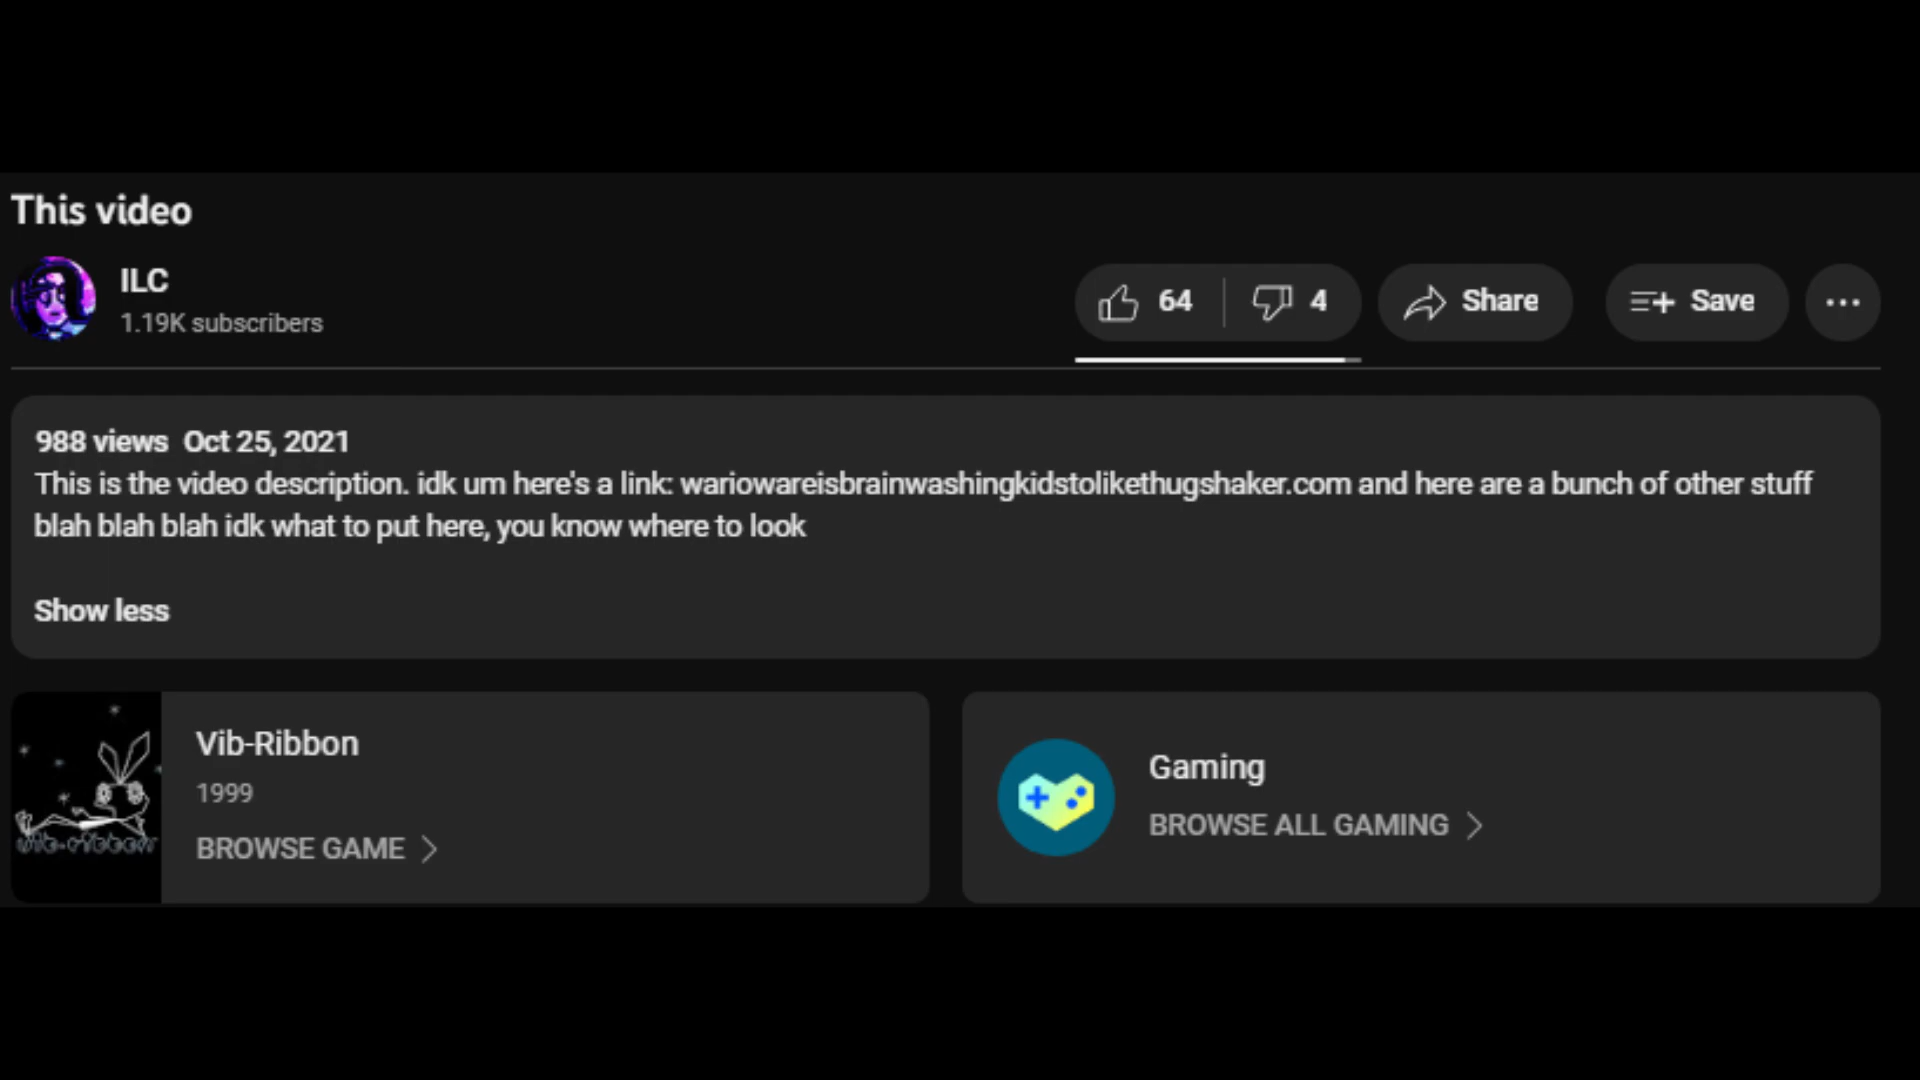 This video
ILC
1.19K subscribers
64
4
Share
Save
988 views Oct 25, 2021
This is the video description. idk um here's a link: wariowareisbrainwashingkidstolikethugshaker.com and here are a bunch of other stuff
blah blah blah idk what to put here, you know where to look
Show less
Vib-Ribbon
1999
BROWSE GAME
vib-ribbon
Gaming
BROWSE ALL GAMING